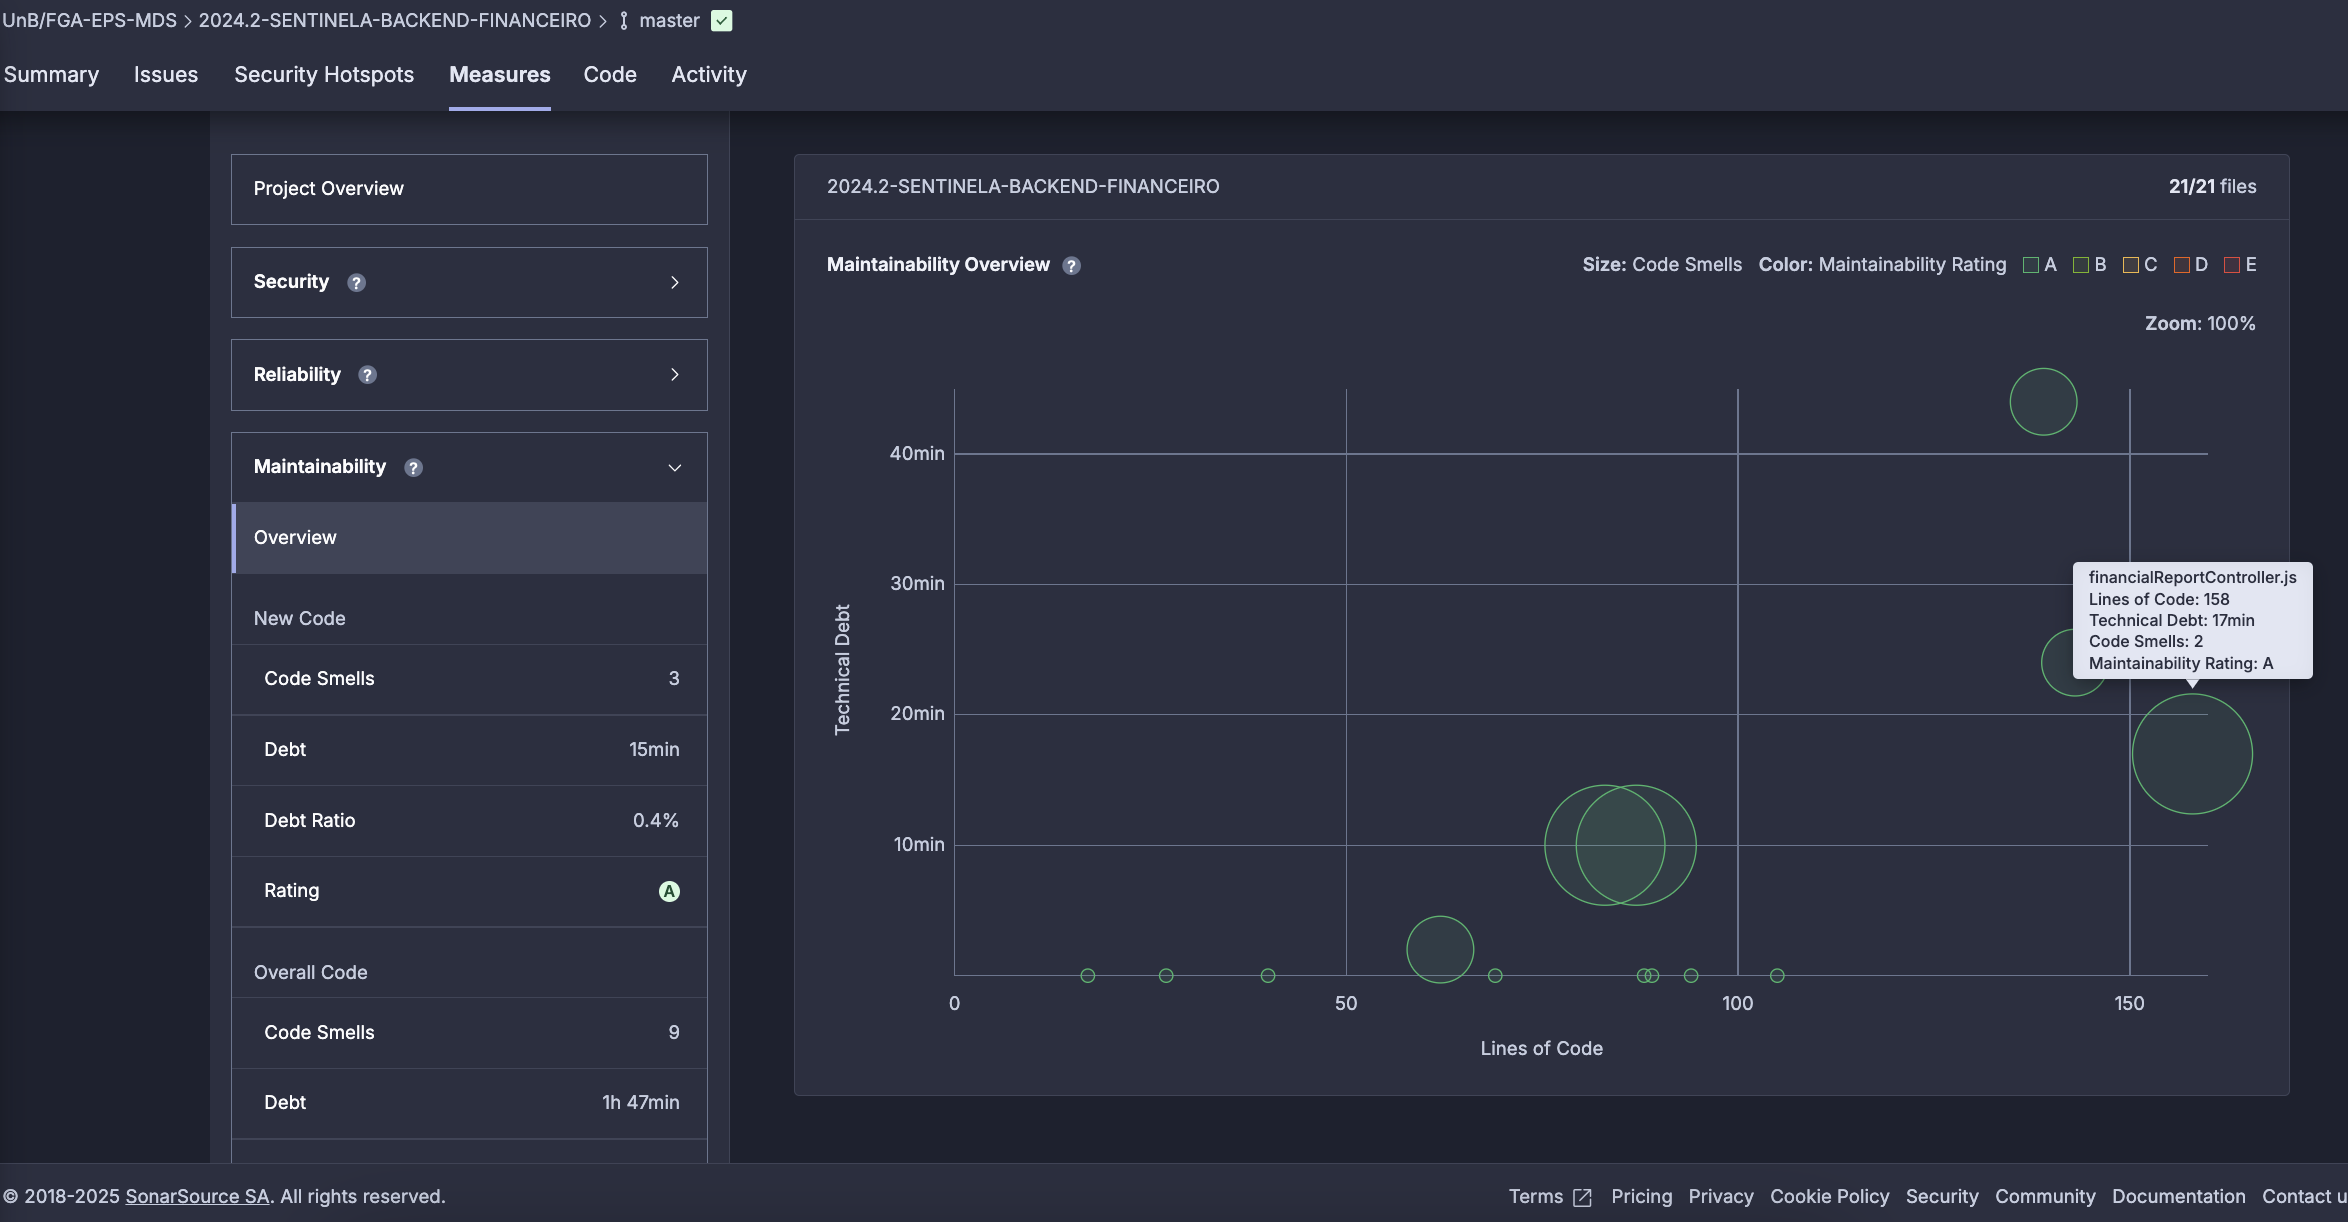 UnB/FGA-EPS-MDS > 2024.2-SENTINELA-BACKEND-FINANCEIRO > master
Summary Issues Security Hotspots Measures Code Activity
Project Overview
Security ?
Reliability ?
Maintainability ?
Overview
New Code
Code Smells 3
Debt 15min
Debt Ratio 0.4%
Rating A
Overall Code
Code Smells 9
Debt 1h 47min
2024.2-SENTINELA-BACKEND-FINANCEIRO 21/21 files
Maintainability Overview ? Size: Code Smells Color: Maintainability Rating A B C D E
Zoom: 100%
40min
30min
20min
10min
Technical Debt
financialReportController.js
Lines of Code: 158
Technical Debt: 17min
Code Smells: 2
Maintainability Rating: A
0 50 100 150
Lines of Code
© 2018-2025 SonarSource SA. All rights reserved.
Terms Pricing Privacy Cookie Policy Security Community Documentation Contact u